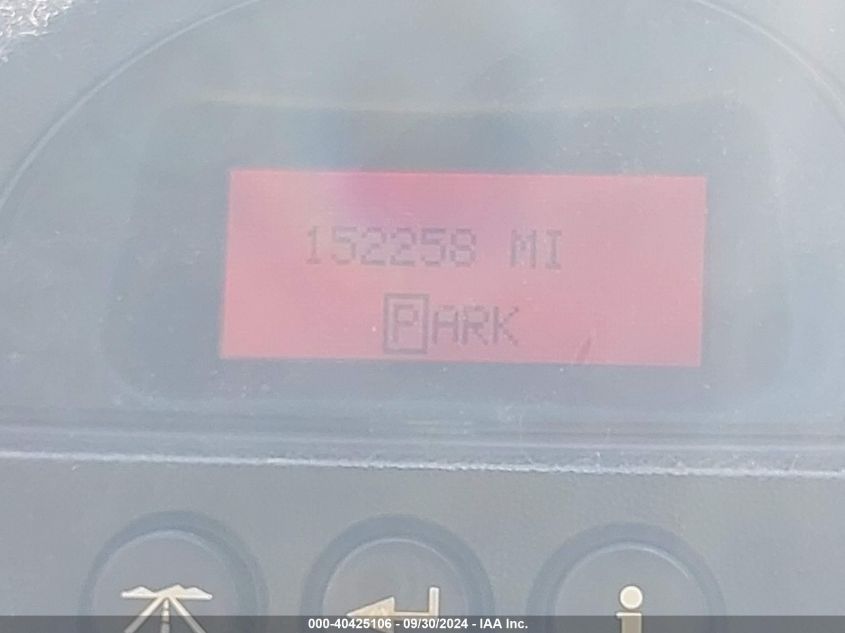 152258 MI
PARK
i
000-40425106 - 09/30/2024 - IAA Inc.